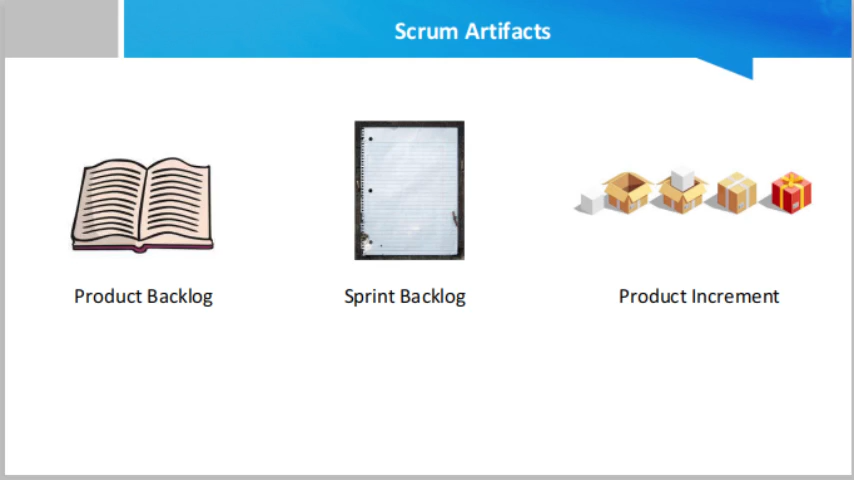 Scrum Artifacts
Product Backlog
Sprint Backlog
Product Increment